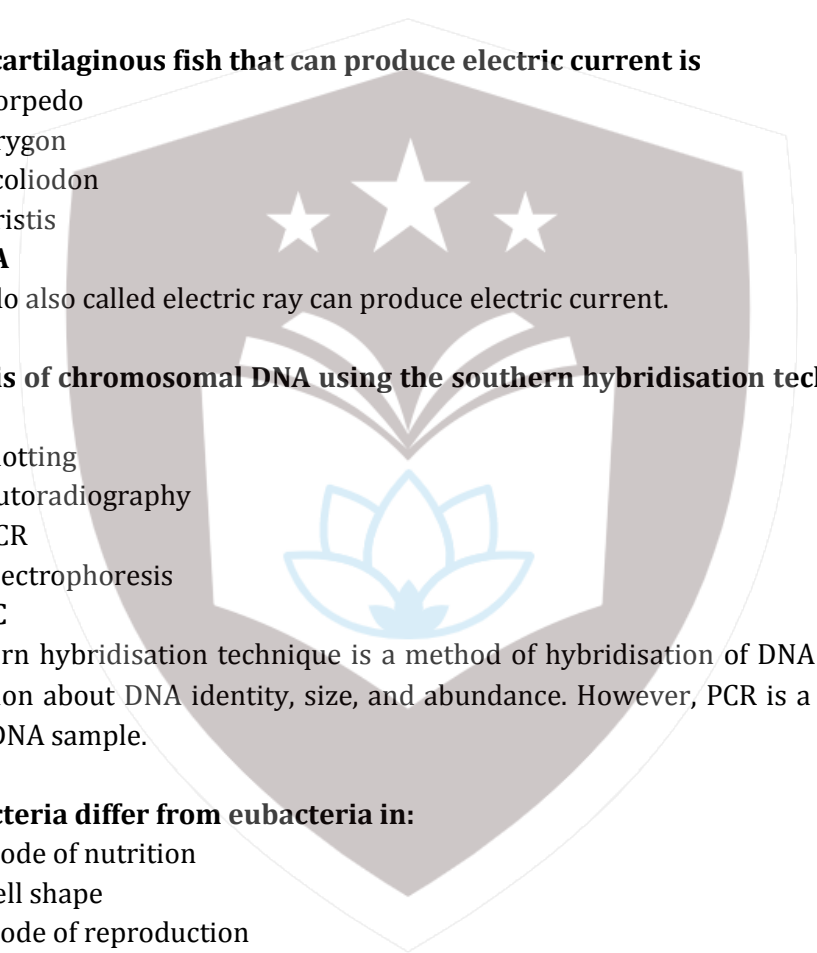 cartilaginous fish that can produce electric current is
orpedo
rygon
coliodon
ristis
A
lo also called electric ray can produce electric current.
is of chromosomal DNA using the southern hybridisation tec
otting
utoradiography
CR
ectrophoresis
C
rn hybridisation technique is a method of hybridisation of DNA
ion about DNA identity, size, and abundance. However, PCR is a
DNA sample.
cteria differ from eubacteria in:
ode of nutrition
ell shape
ode of reproduction